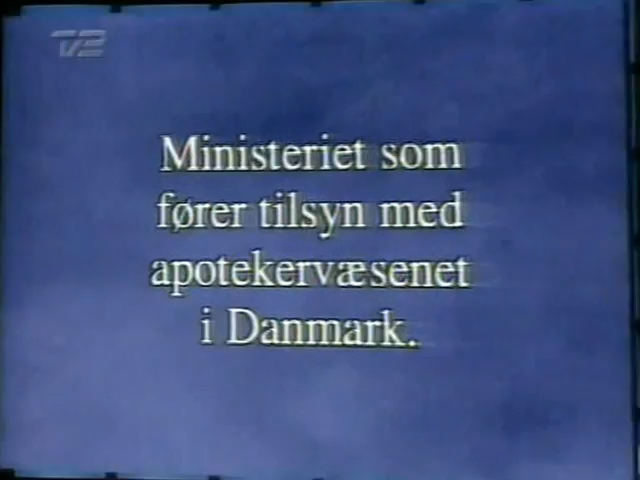 TV2
Ministeriet som
fører tilsyn med
apotekervæsenet
i Danmark.